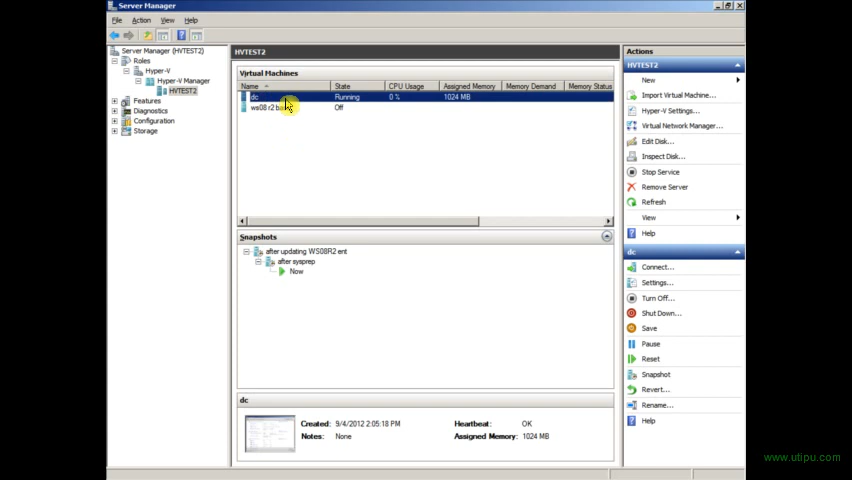 Server Manager
File Action View Help
Server Manager (HVTEST2)
Roles
Hyper-V
Hyper-V Manager
HVTEST2
Features
Diagnostics
Configuration
Storage
HVTEST2
Virtual Machines
Name State CPU Usage Assigned Memory Memory Demand Memory Status
dc Running 0 % 1024 MB
ws08 r2 Off
Snapshots
after updating WS08R2 ent
after sysprep
Now
dc
Created: 9/4/2012 2:05:18 PM Heartbeat: OK
Notes: None Assigned Memory: 1024 MB
Actions
HVTEST2
New
Import Virtual Machine...
Hyper-V Settings...
Virtual Network Manager...
Edit Disk...
Inspect Disk...
Stop Service
Remove Server
Refresh
View
Help
dc
Connect...
Settings...
Turn Off...
Shut Down...
Save
Pause
Reset
Snapshot
Revert...
Rename...
Help
www.utipu.com